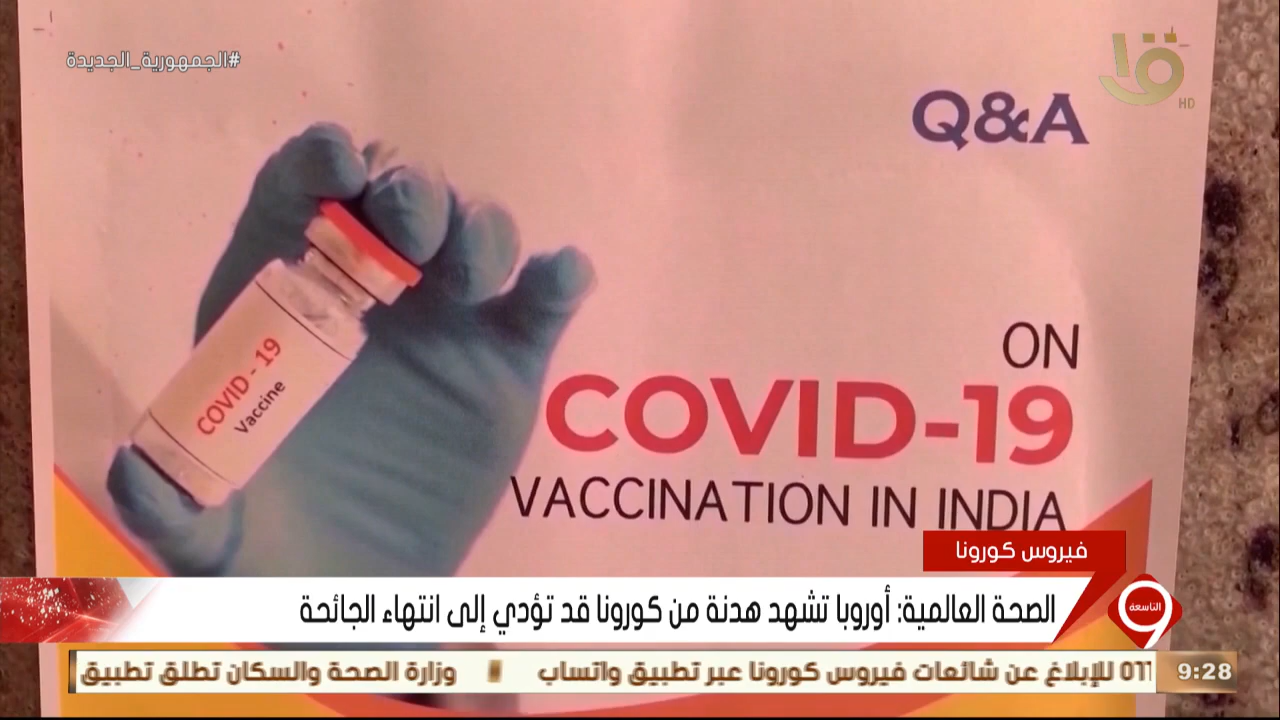 #الجمهورية_الجديدة
HD
Q&A
ON
COVID-19
VACCINATION IN INDIA
COVID - 19
Vaccine
فيروس كورونا
التاسعة
الصحة العالمية: أوروبا تشهد هدنة من كورونا قد تؤدي إلى انتهاء الجائحة
9:28
011 للإبلاغ عن شائعات فيروس كورونا عبر تطبيق واتساب
وزارة الصحة والسكان تطلق تطبيق